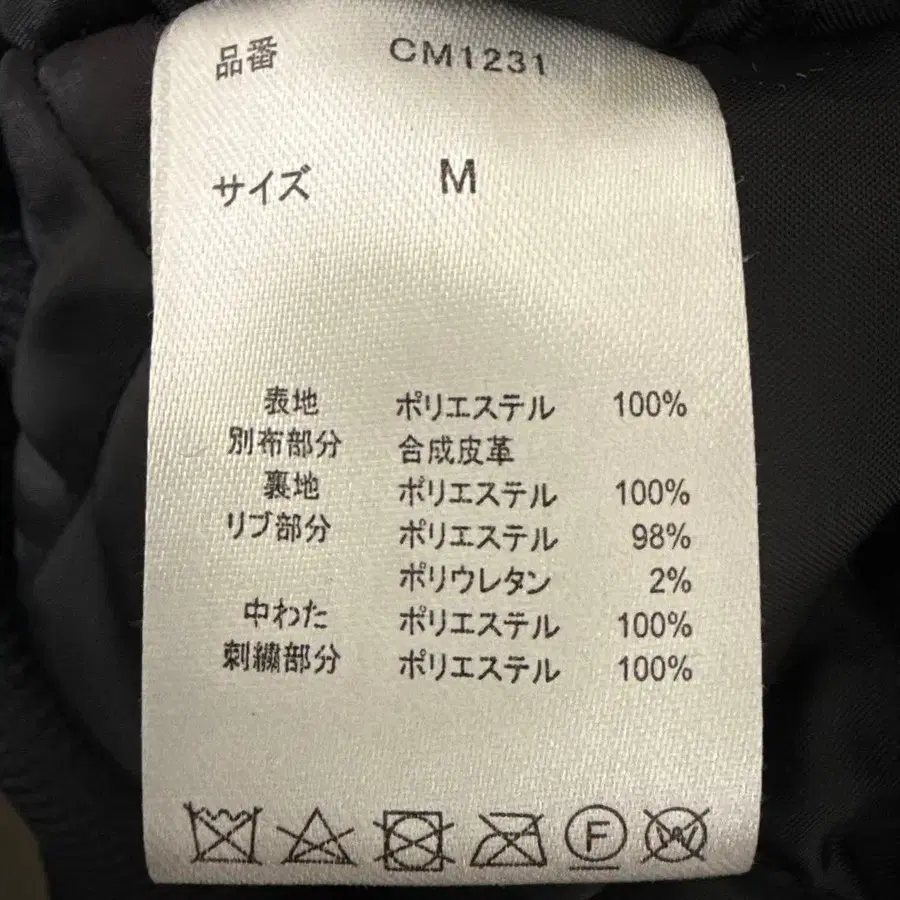 品番 CM1231
サイズ M
表地 ポリエステル 100%
別布部分 合成皮革
裏地 ポリエステル 100%
リブ部分 ポリエステル 98%
ポリウレタン 2%
中わた ポリエステル 100%
刺繍部分 ポリエステル 100%
F W